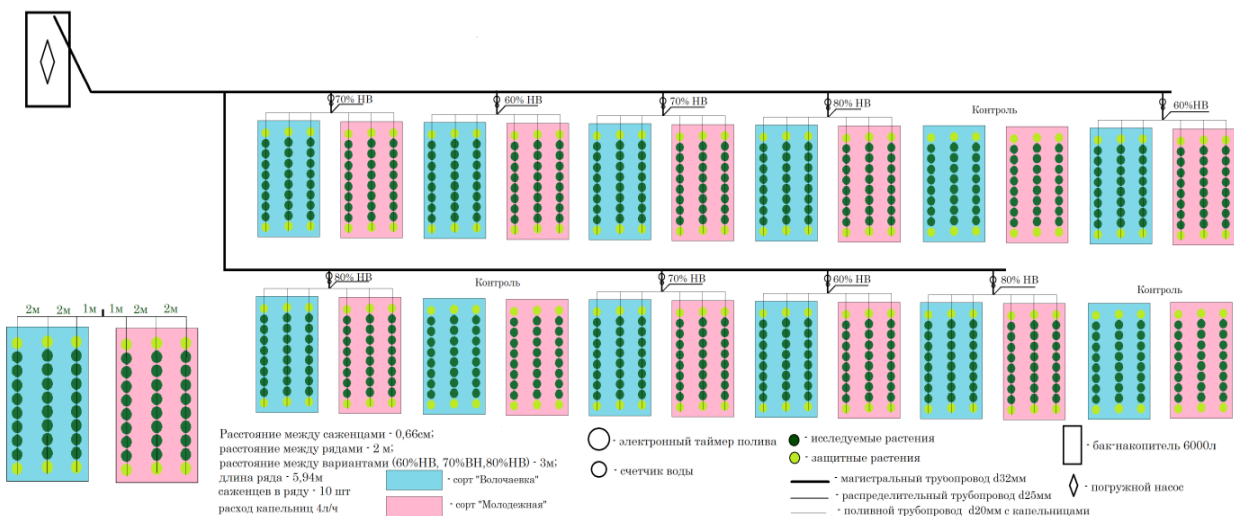 70% НВ
60% НВ
70% НВ
80% НВ
Контроль
60%НВ
80% НВ
Контроль
70% НВ
60% НВ
80% НВ
Контроль
2м 2м 1м 1м 2м 2м
Расстояние между саженцами - 0,66см;
расстояние между рядами - 2 м;
расстояние между вариантами (60%НВ, 70%ВН,80%НВ) - 3м;
длина ряда - 5,94м
саженцев в ряду - 10 шт
расход капельниц 4л/ч
- сорт "Волочаевка"
- сорт "Молодежная"
- электронный таймер полива
- счетчик воды
- исследуемые растения
- защитные растения
- магистральный трубопровод d32мм
- распределительный трубопровод d25мм
- поливной трубопровод d20мм с капельницами
- бак-накопитель 6000л
- погружной насос